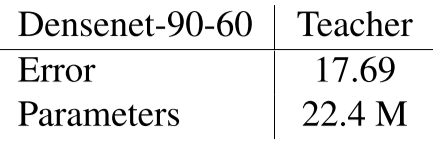 Densenet-90-60 Teacher
Error 17.69
Parameters 22.4 M